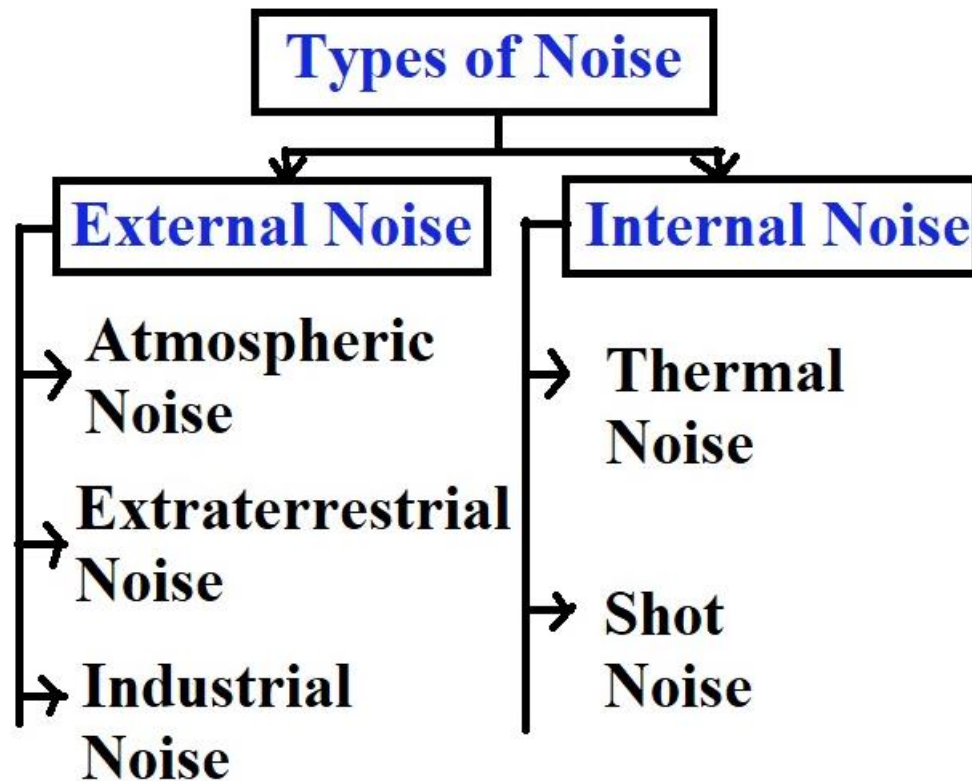 Types of Noise
External Noise
Internal Noise
Atmospheric
Noise
Extraterrestrial
Noise
Industrial
Noise
Thermal
Noise
Shot
Noise